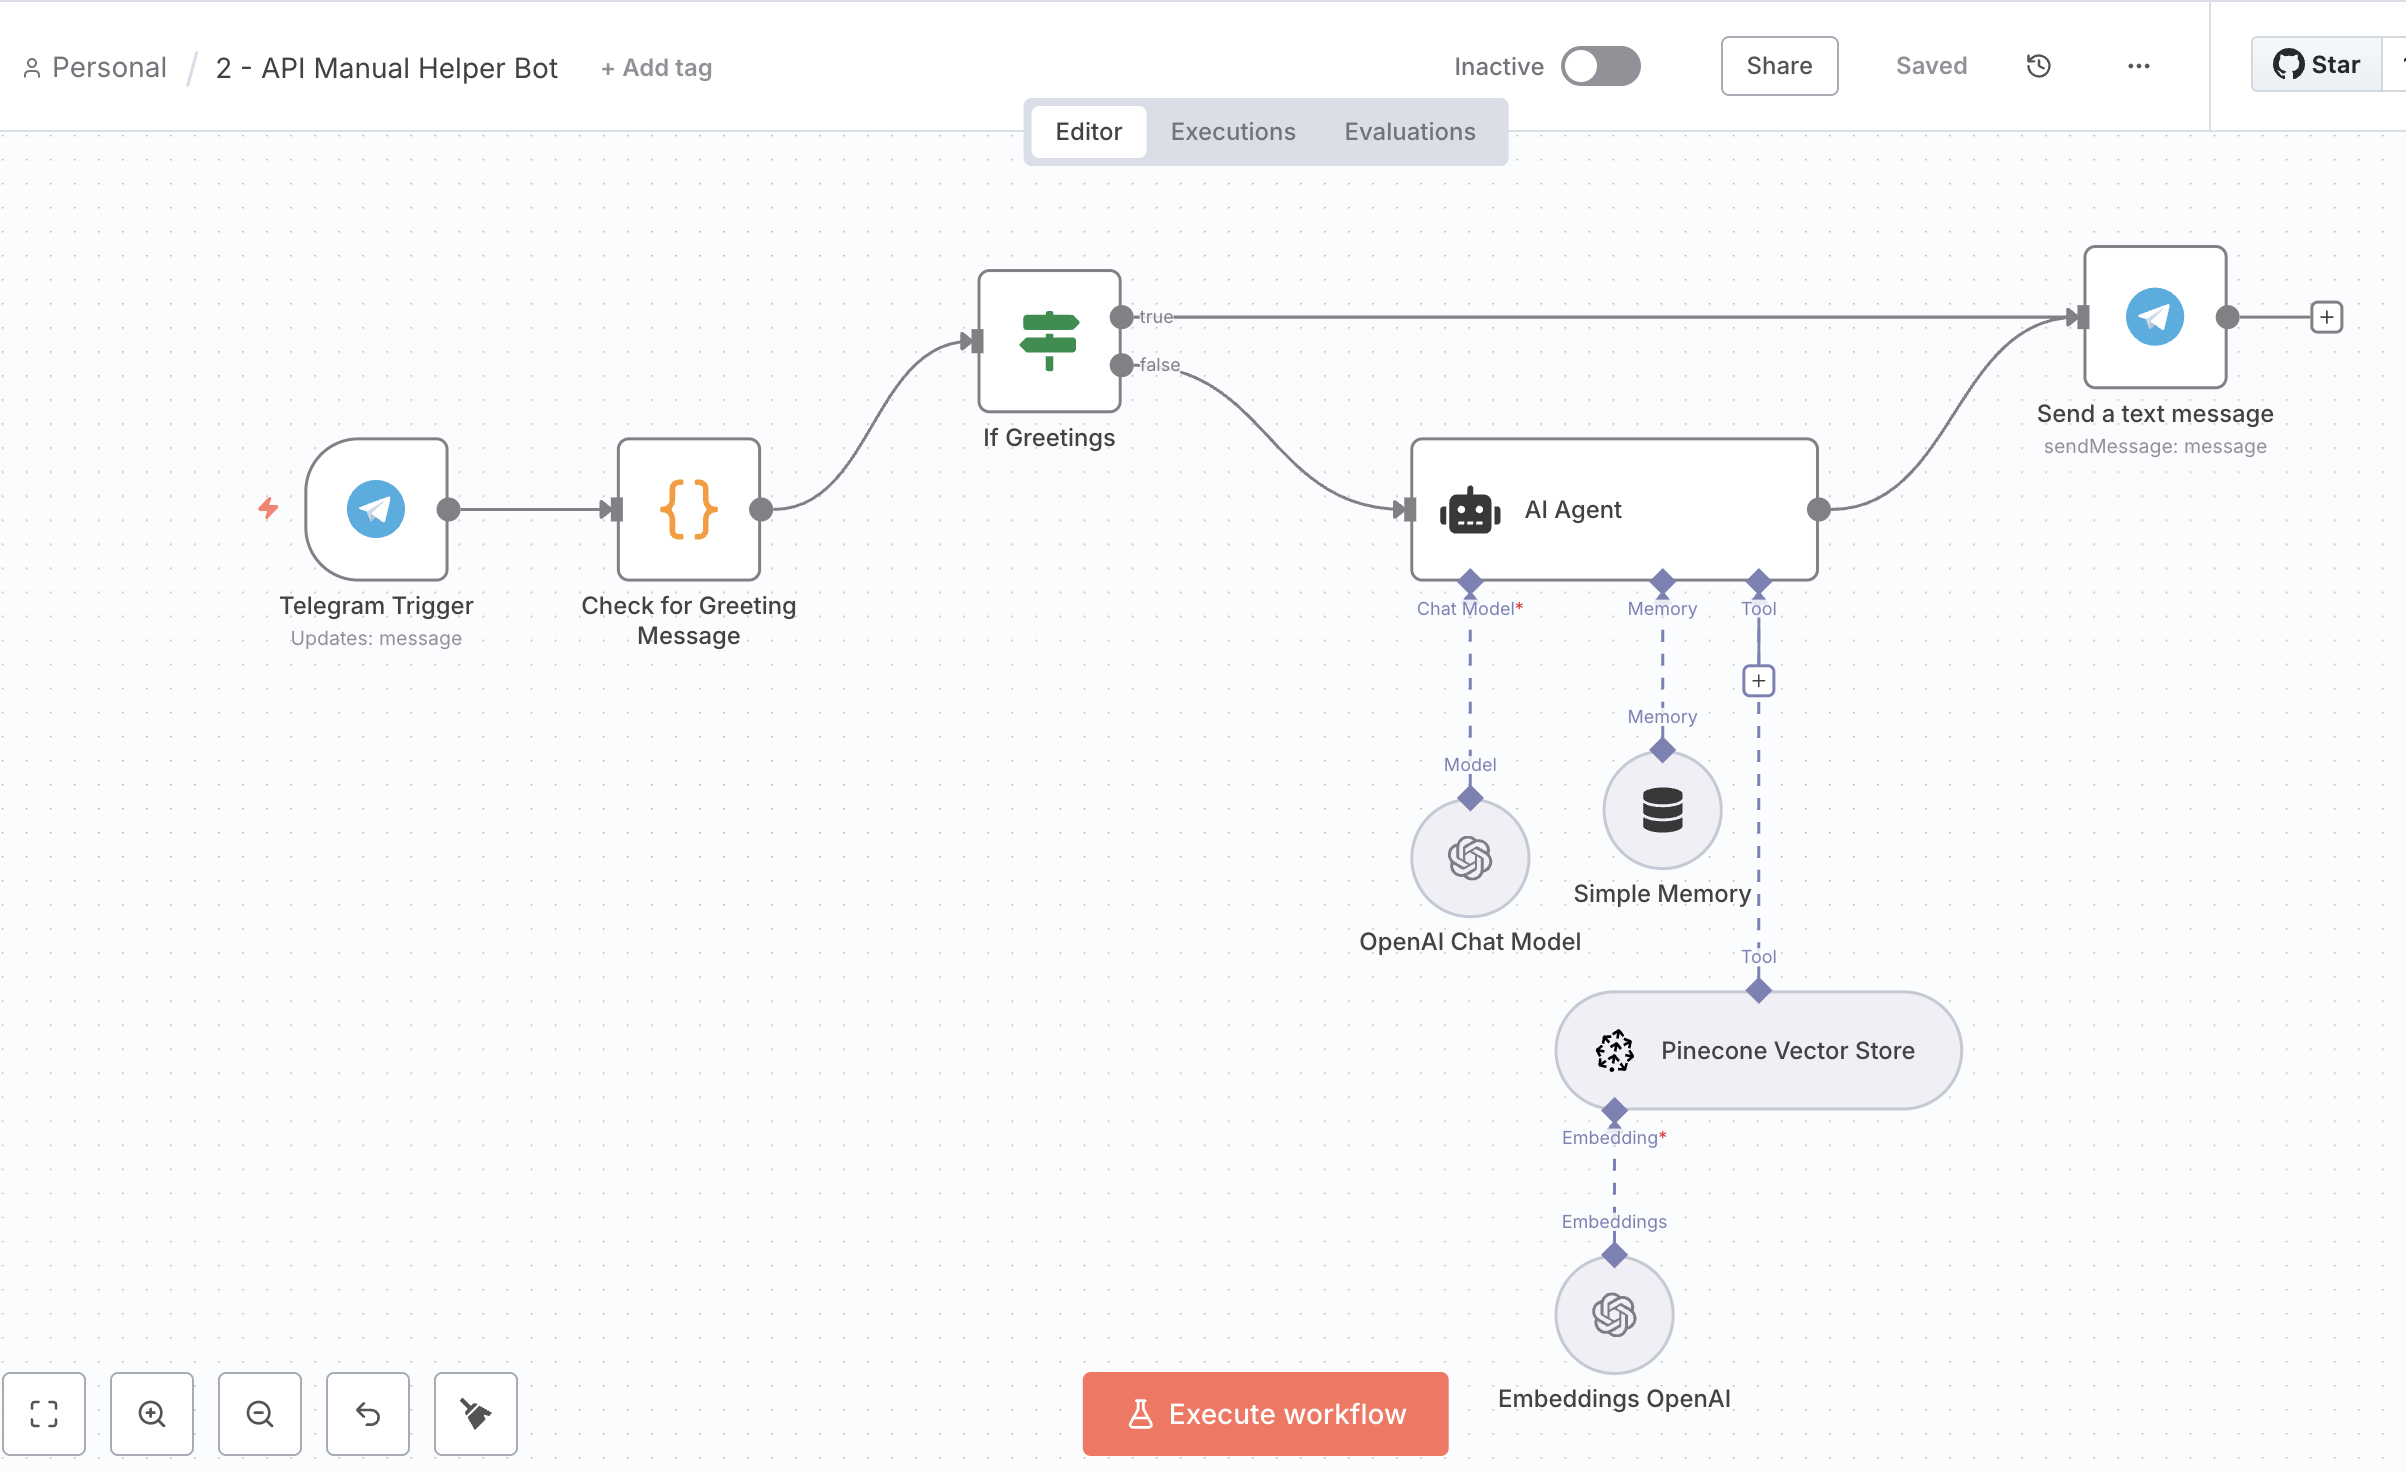 Personal / 2 - API Manual Helper Bot + Add tag
Inactive Share Saved ... Star
Editor Executions Evaluations
true
false
If Greetings
Send a text message
sendMessage: message
AI Agent
Telegram Trigger
Updates: message
Check for Greeting
Message
Chat Model* Memory Tool
+
Memory
Model
Simple Memory
OpenAI Chat Model
Tool
Pinecone Vector Store
Embedding*
Embeddings
Embeddings OpenAI
Execute workflow